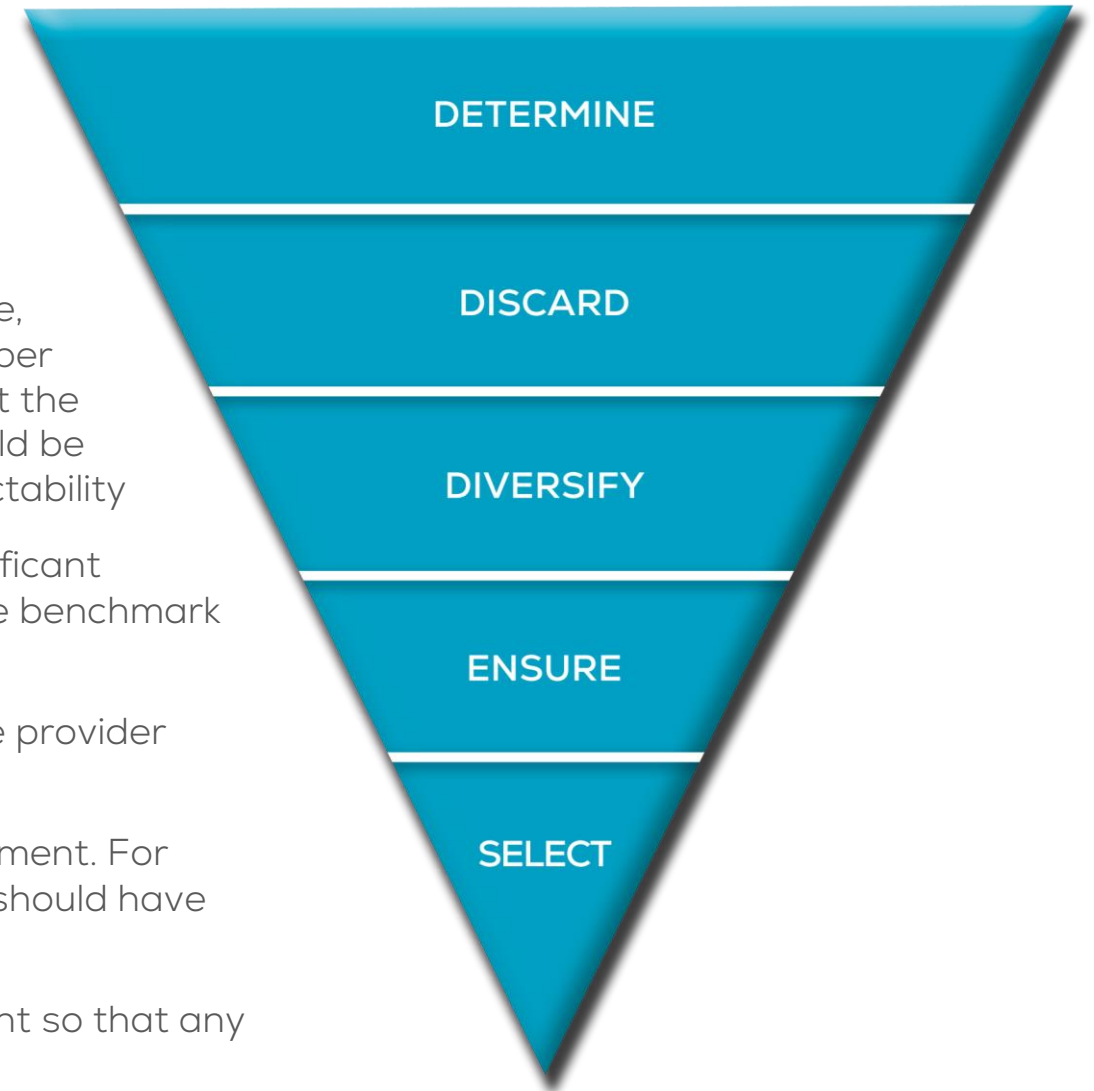 DETERMINE
DISCARD
DIVERSIFY
ENSURE
SELECT
e,
per
t the
ld be
ctability
ficant
e benchmark
e provider
ment. For
should have
nt so that any